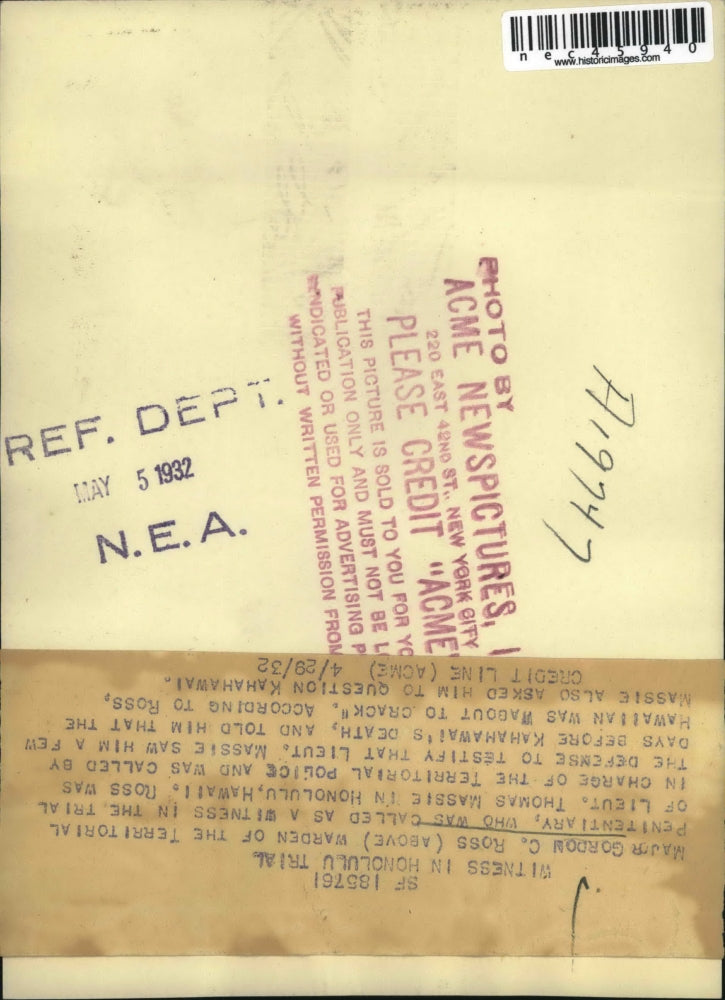 nec45940
www.historicimages.com
PHOTO BY
ACME NEWSPICTURES, I
220 EAST 42ND ST., NEW YORK CITY
PLEASE CREDIT "ACME"
THIS PICTURE IS SOLD TO YOU FOR YO
PUBLICATION ONLY AND MUST NOT BE L
SYNDICATED OR USED FOR ADVERTISING P
WITHOUT WRITTEN PERMISSION FROM
REF. DEPT.
MAY 5 1932
N.E.A.
A19747
SF 185761
WITNESS IN HONOLULU TRIAL
MAJOR GORDON C. ROSS (ABOVE) WARDEN OF THE TERRITORIAL
PENITENTIARY, WHO WAS CALLED AS A WITNESS IN THE TRIAL
OF LIEUT. THOMAS MASSIE IN HONOLULU, HAWAII. ROSS WAS
IN CHARGE OF THE TERRITORIAL POLICE AND WAS CALLED BY
THE DEFENSE TO TESTIFY THAT LIEUT. MASSIE SAW HIM A FEW
DAYS BEFORE KAHAHAWAI'S DEATH, AND TOLD HIM THAT THE
HAWAIIAN WAS WABOUT TO CRACK". ACCORDING TO ROSS,
MASSIE ALSO ASKED HIM TO QUESTION KAHAHAWAI.
CREDIT LINE (ACME) 4/29/32